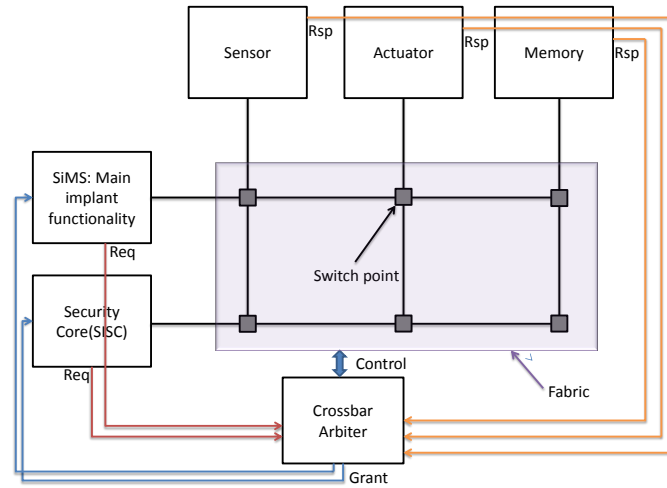 Rsp
Rsp
Rsp
Sensor
Actuator
Memory
SiMS: Main
implant
functionality
Req
Switch point
Security
Core(SISC)
Req
Control
Fabric
Crossbar
Arbiter
Grant